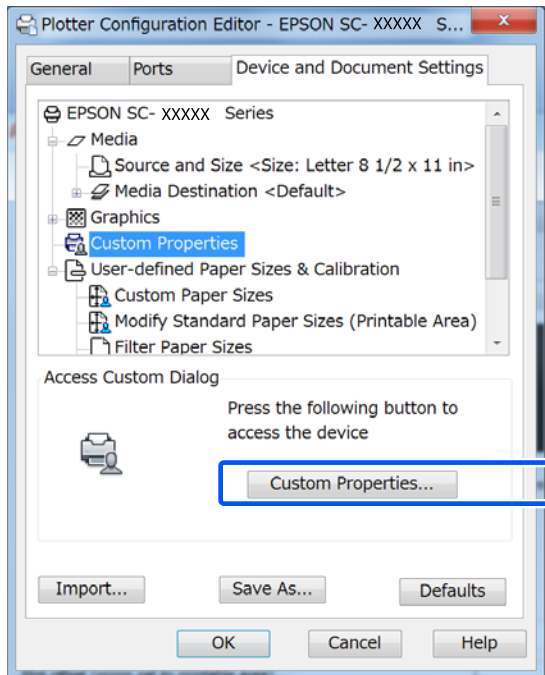 Plotter Configuration Editor - EPSON SC- XXXXX S...
x
General Ports Device and Document Settings
EPSON SC- XXXXX Series
Media
Source and Size <Size: Letter 8 1/2 x 11 in>
Media Destination <Default>
Graphics
Custom Properties
User-defined Paper Sizes & Calibration
Custom Paper Sizes
Modify Standard Paper Sizes (Printable Area)
Filter Paper Sizes
Access Custom Dialog
Press the following button to
access the device
Custom Properties...
Import... Save As... Defaults
OK Cancel Help